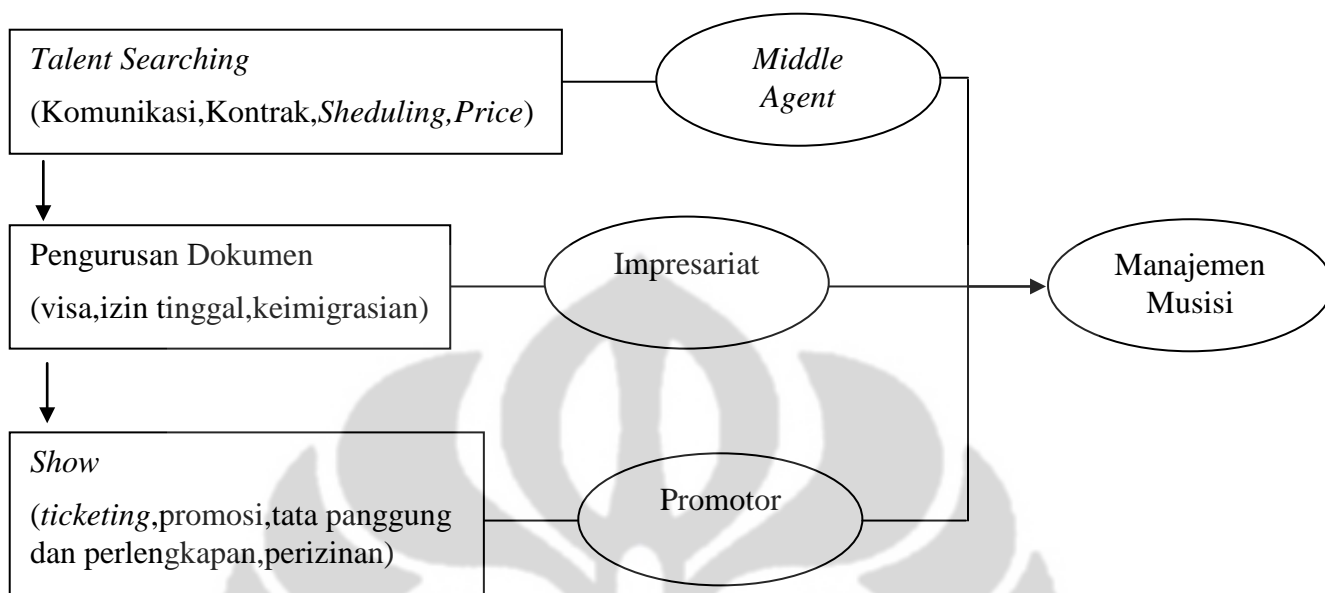 Talent Searching
(Komunikasi,Kontrak,Sheduling,Price)
Middle
Agent
Pengurusan Dokumen
(visa,izin tinggal,keimigrasian)
Impresariat
Manajemen
Musisi
Show
(ticketing,promosi,tata panggung
dan perlengkapan,perizinan)
Promotor